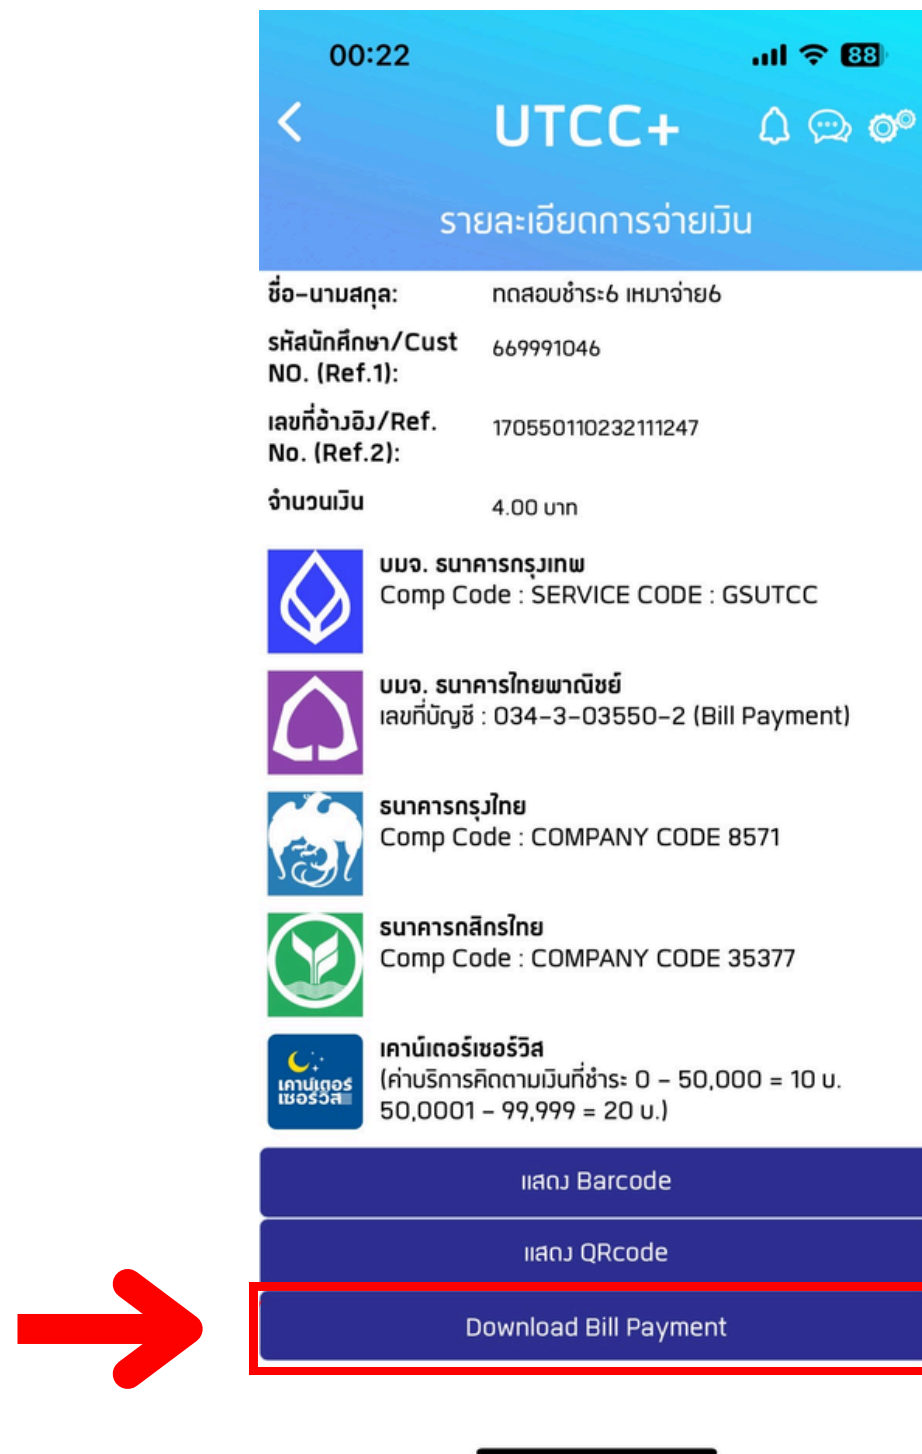 00:22
88
UTCC+
รายละเอียดการจ่ายเงิน
ชื่อ-นามสกุล: ทดสอบชำระ6 เหมาจ่าย6
รหัสนักศึกษา/Cust
NO. (Ref.1): 669991046
เลขที่อ้างอิง/Ref.
No. (Ref.2): 170550110232111247
จำนวนเงิน 4.00 บาท
บมจ. ธนาคารกรุงเทพ
Comp Code : SERVICE CODE : GSUTCC
บมจ. ธนาคารไทยพาณิชย์
เลขที่บัญชี : 034-3-03550-2 (Bill Payment)
ธนาคารกรุงไทย
Comp Code : COMPANY CODE 8571
ธนาคารกสิกรไทย
Comp Code : COMPANY CODE 35377
เคาน์เตอร์
เซอร์วิส
เคาน์เตอร์เซอร์วิส
(ค่าบริการคิดตามเงินที่ชำระ 0 - 50,000 = 10 บ.
50,0001 - 99,999 = 20 บ.)
แสดง Barcode
แสดง QRcode
Download Bill Payment